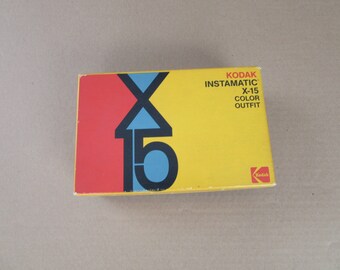 X
15
KODAK
INSTAMATIC
X-15
COLOR
OUTFIT
Kodak